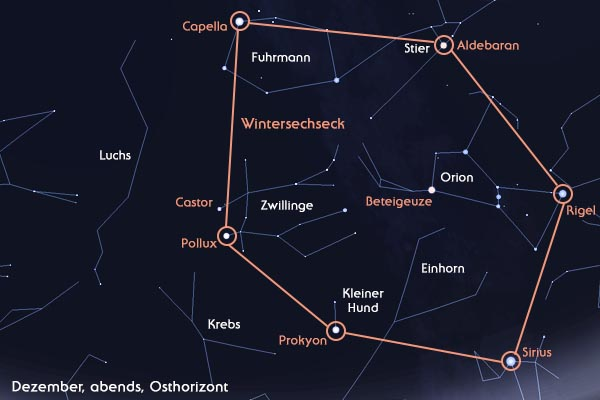 Capella
Fuhrmann
Stier
Aldebaran
Wintersechseck
Luchs
Castor
Zwillinge
Beteigeuze
Orion
Rigel
Pollux
Einhorn
Kleiner
Hund
Krebs
Prokyon
Sirius
Dezember, abends, Osthorizont